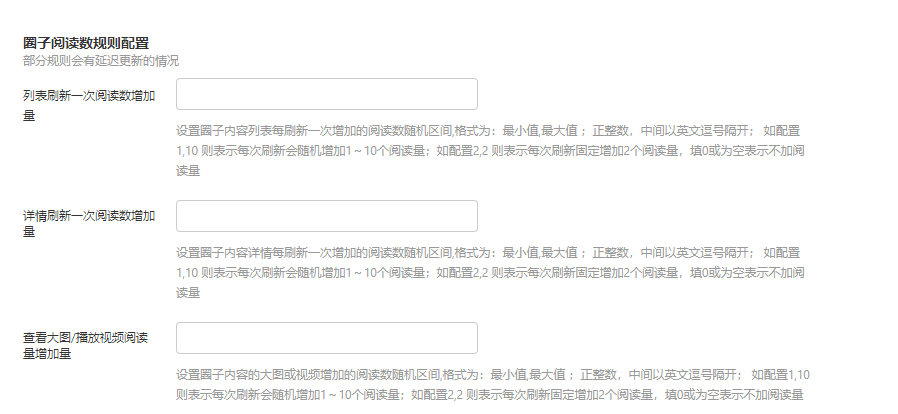 圈子阅读数规则配置
部分规则会有延迟更新的情况
列表刷新一次阅读数增加
量
设置圈子内容列表每刷新一次增加的阅读数随机区间,格式为：最小值,最大值 ；正整数，中间以英文逗号隔开； 如配置
1,10 则表示每次刷新会随机增加1～10个阅读量；如配置2,2 则表示每次刷新固定增加2个阅读量，填0或为空表示不加阅
读量
详情刷新一次阅读数增加
量
设置圈子内容详情每刷新一次增加的阅读数随机区间,格式为：最小值,最大值 ；正整数，中间以英文逗号隔开； 如配置
1,10 则表示每次刷新会随机增加1～10个阅读量；如配置2,2 则表示每次刷新固定增加2个阅读量，填0或为空表示不加阅
读量
查看大图/播放视频阅读
量增加量
设置圈子内容的大图或视频增加的阅读数随机区间,格式为：最小值,最大值 ；正整数，中间以英文逗号隔开； 如配置1,10
则表示每次刷新会随机增加1～10个阅读量；如配置2,2 则表示每次刷新固定增加2个阅读量，填0或为空表示不加阅读量